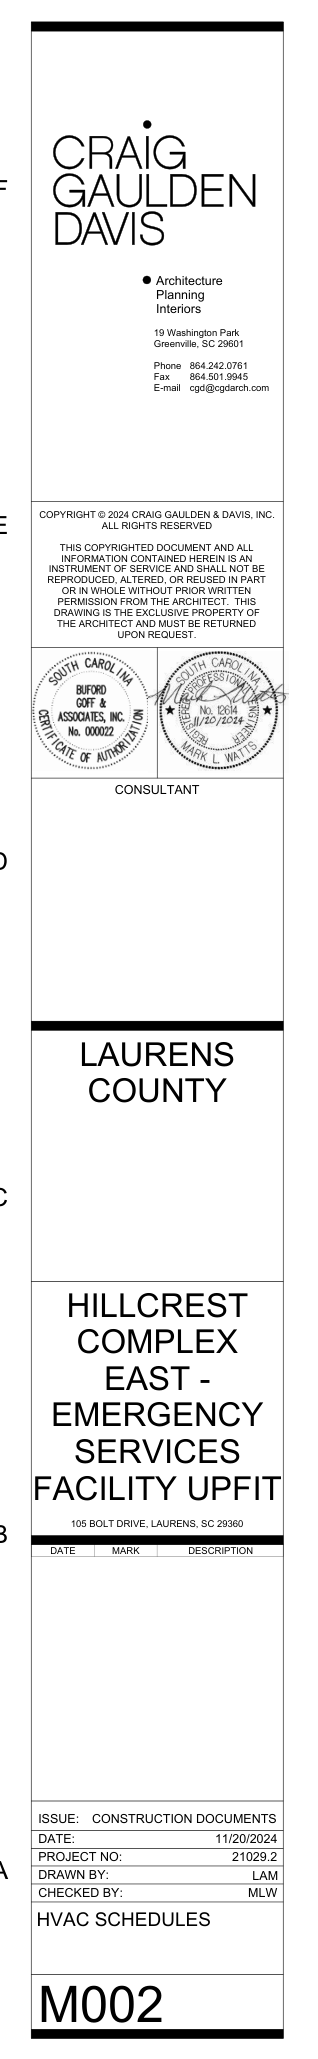 CRAiG
GAULDEN
DAVIS
Architecture
Planning
Interiors
19 Washington Park
Greenville, SC 29601
Phone 864.242.0761
Fax 864.501.9945
E-mail cgd@cgdarch.com
F
E
COPYRIGHT © 2024 CRAIG GAULDEN & DAVIS, INC.
ALL RIGHTS RESERVED
THIS COPYRIGHTED DOCUMENT AND ALL
INFORMATION CONTAINED HEREIN IS AN
INSTRUMENT OF SERVICE AND SHALL NOT BE
REPRODUCED, ALTERED, OR REUSED IN PART
OR IN WHOLE WITHOUT PRIOR WRITTEN
PERMISSION FROM THE ARCHITECT. THIS
DRAWING IS THE EXCLUSIVE PROPERTY OF
THE ARCHITECT AND MUST BE RETURNED
UPON REQUEST.
SOUTH CAROLINA
BUFORD
GOFF &
ASSOCIATES, INC.
No. 000022
CERTIFICATE OF AUTHORIZATION
SOUTH CAROLINA
REGISTERED PROFESSIONAL ENGINEER
Mark L Watts
No. 12614
11/20/2024
MARK L. WATTS
CONSULTANT
D
LAURENS
COUNTY
C
HILLCREST
COMPLEX
EAST -
EMERGENCY
SERVICES
FACILITY UPFIT
105 BOLT DRIVE, LAURENS, SC 29360
B
DATE MARK DESCRIPTION
ISSUE: CONSTRUCTION DOCUMENTS
DATE: 11/20/2024
PROJECT NO: 21029.2
DRAWN BY: LAM
CHECKED BY: MLW
A
HVAC SCHEDULES
M002